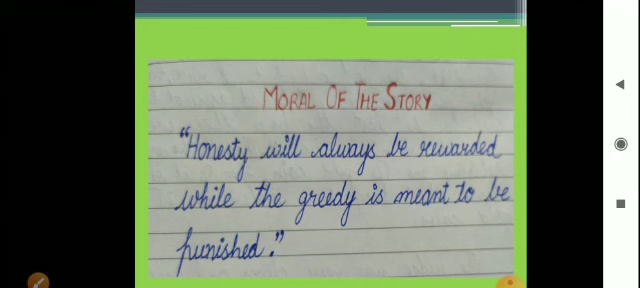 MORAL OF THE STORY
"Honesty will always be rewarded
while the greedy is meant to be
punished."